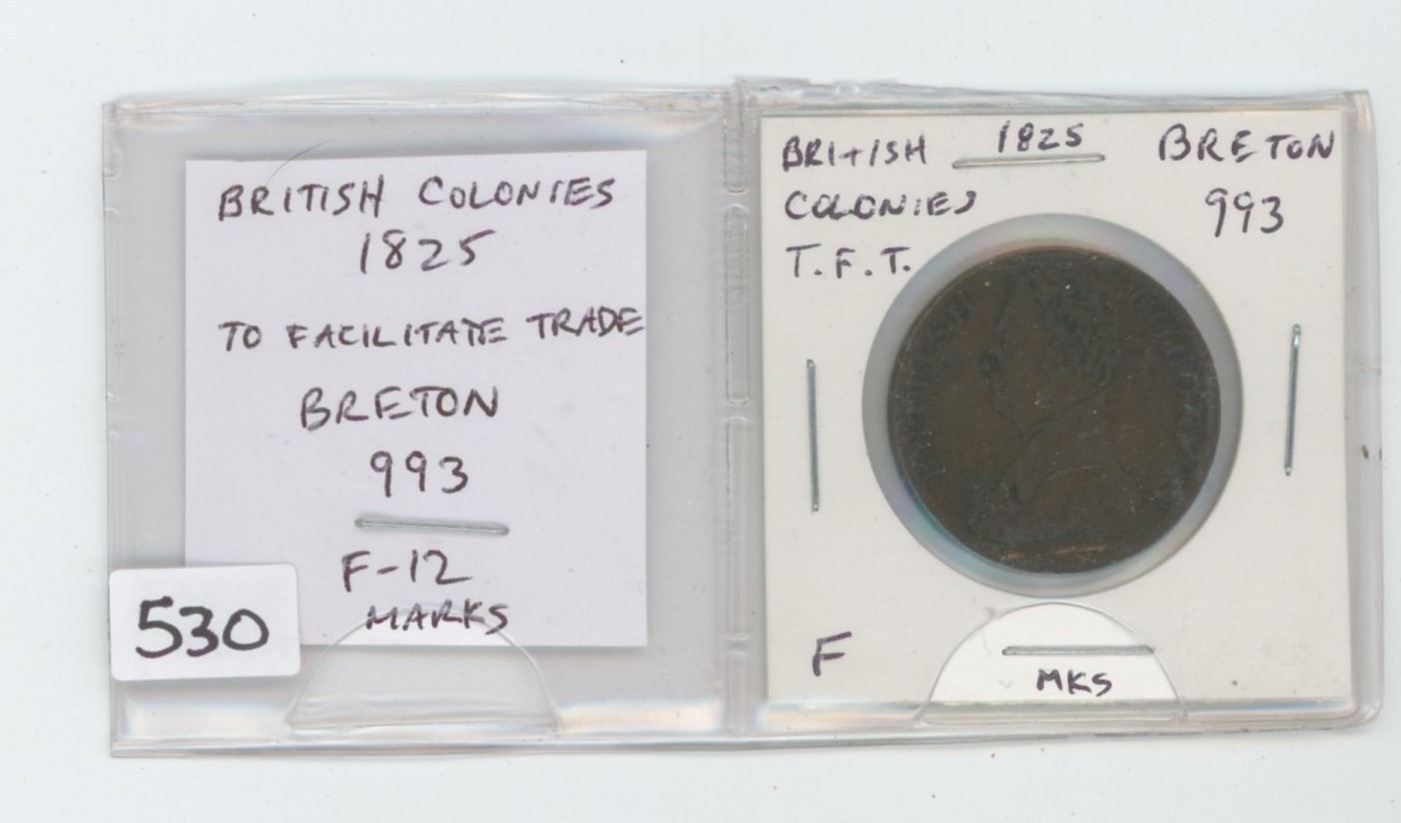 BRITISH COLONIES
1825
TO FACILITATE TRADE
BRETON
993
F-12
MARKS
530
BRITISH 1825 BRETON
COLONIES 993
T.F.T.
F
MKS